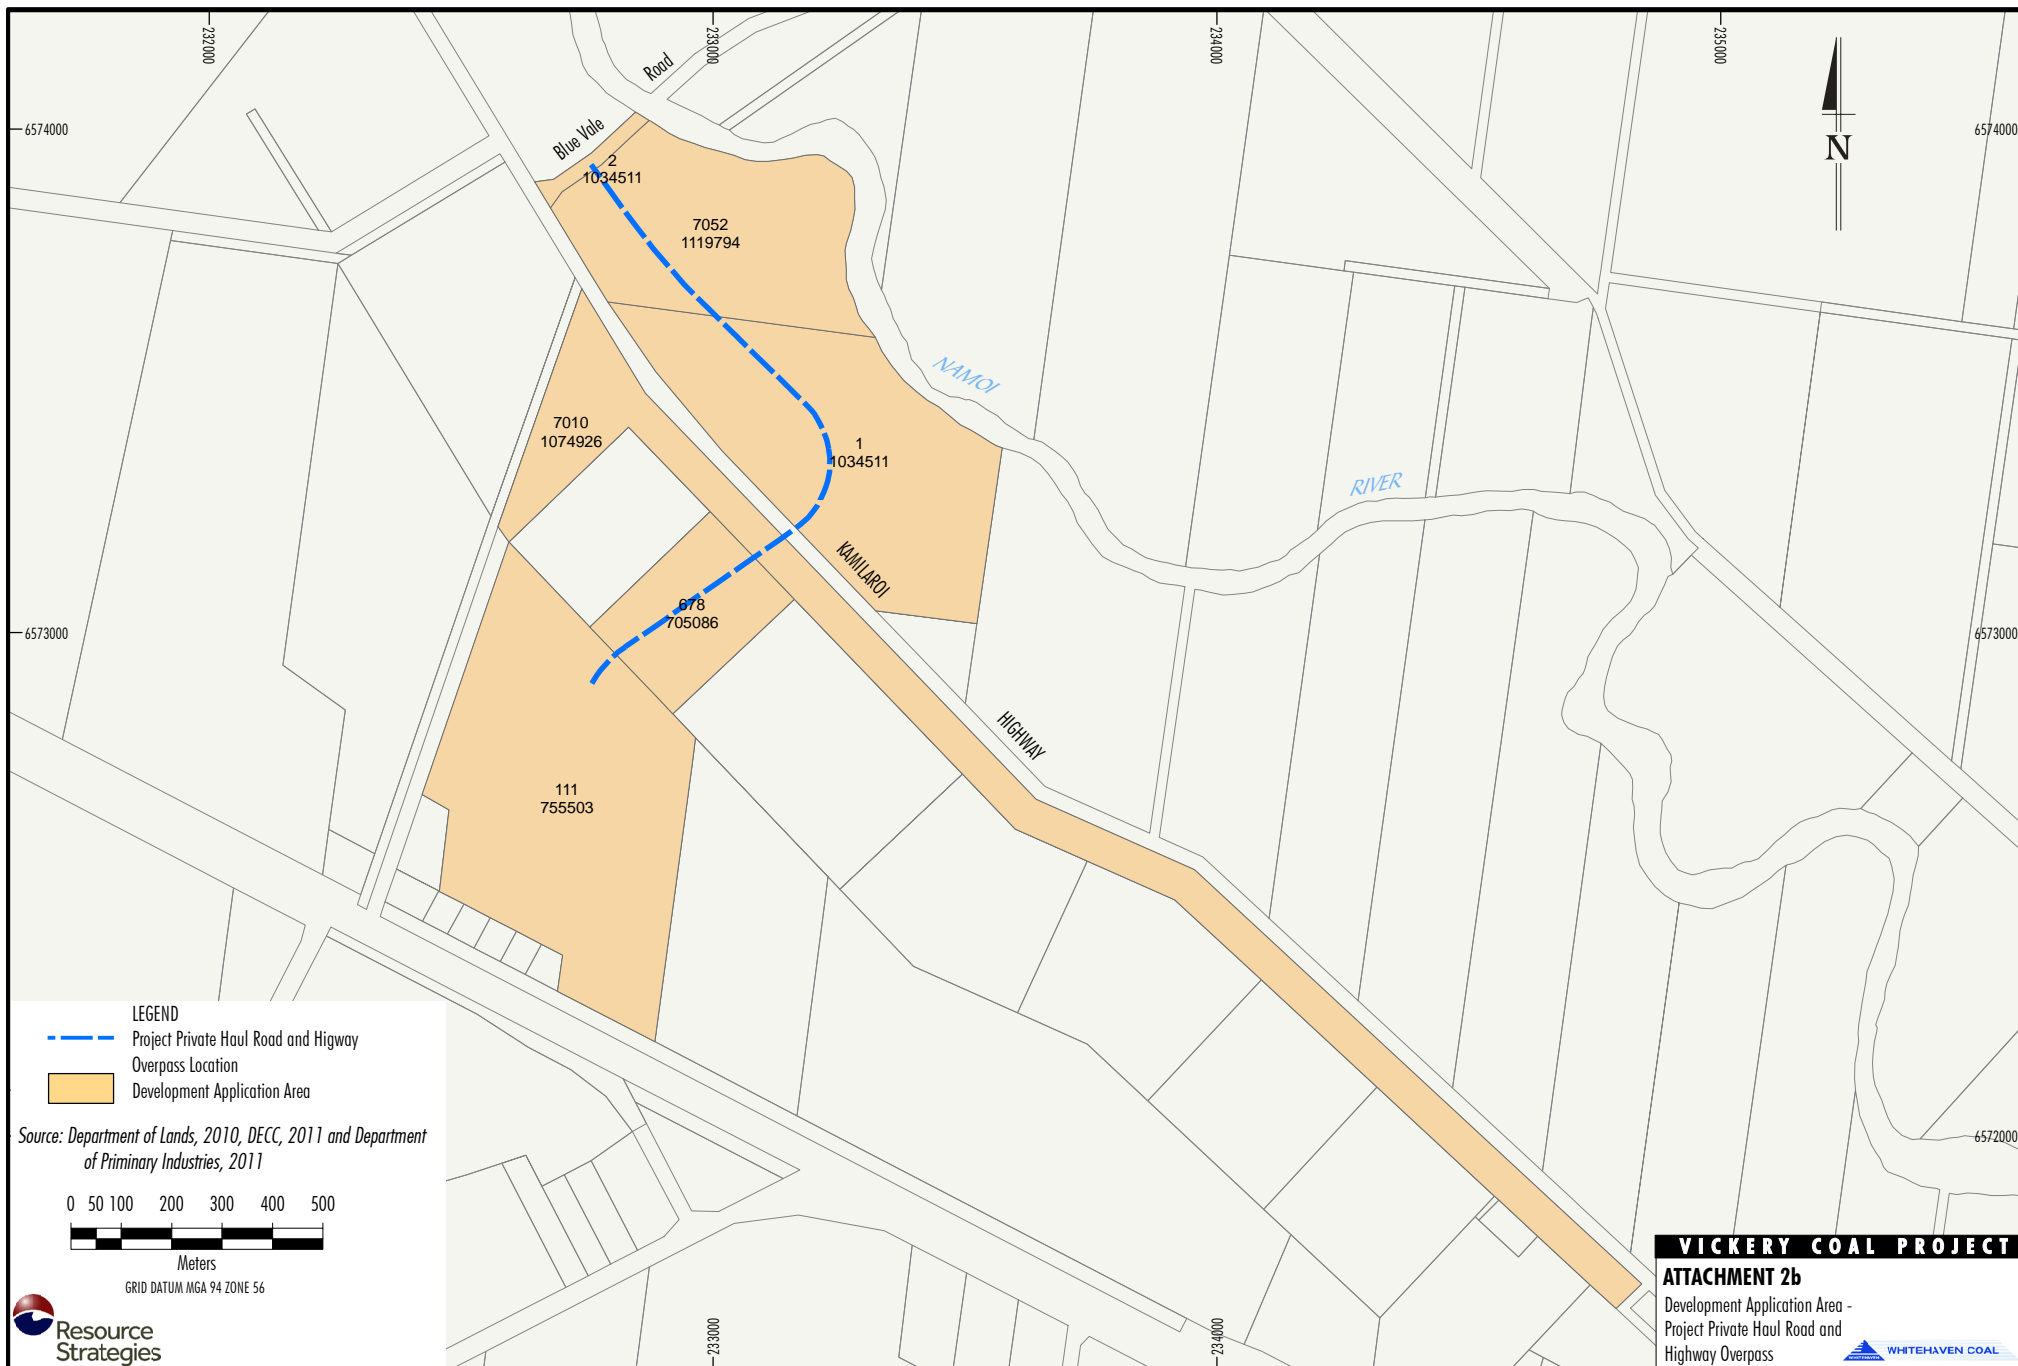 232000
233000
234000
235000
Road
6574000
6574000
Blue Vale
N
2
1034511
7052
1119794
NAMOI
7010
1074926
1
1034511
RIVER
KAMILAROI
678
705086
6573000
6573000
HIGHWAY
111
755503
LEGEND
Project Private Haul Road and Higway
Overpass Location
Development Application Area
Source: Department of Lands, 2010, DECC, 2011 and Department
of Priminary Industries, 2011
6572000
0 50 100 200 300 400 500
Meters
GRID DATUM MGA 94 ZONE 56
Resource
Strategies
233000
234000
VICKERY COAL PROJECT
ATTACHMENT 2b
Development Application Area -
Project Private Haul Road and
Highway Overpass
WHITEHAVEN
WHITEHAVEN COAL